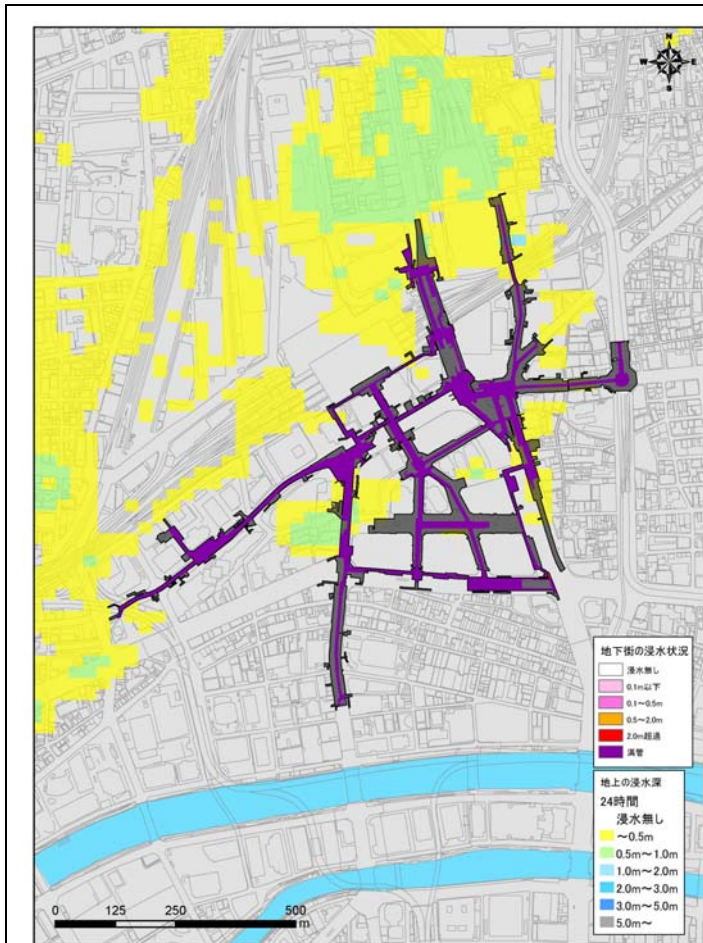 N
W E
S
地下街の浸水状況
浸水無し
0.1m以下
0.1～0.5m
0.5～2.0m
2.0m超過
満管
地上の浸水深
24時間
浸水無し
～0.5m
0.5m～1.0m
1.0m～2.0m
2.0m～3.0m
3.0m～5.0m
5.0m～
0 125 250 500
m